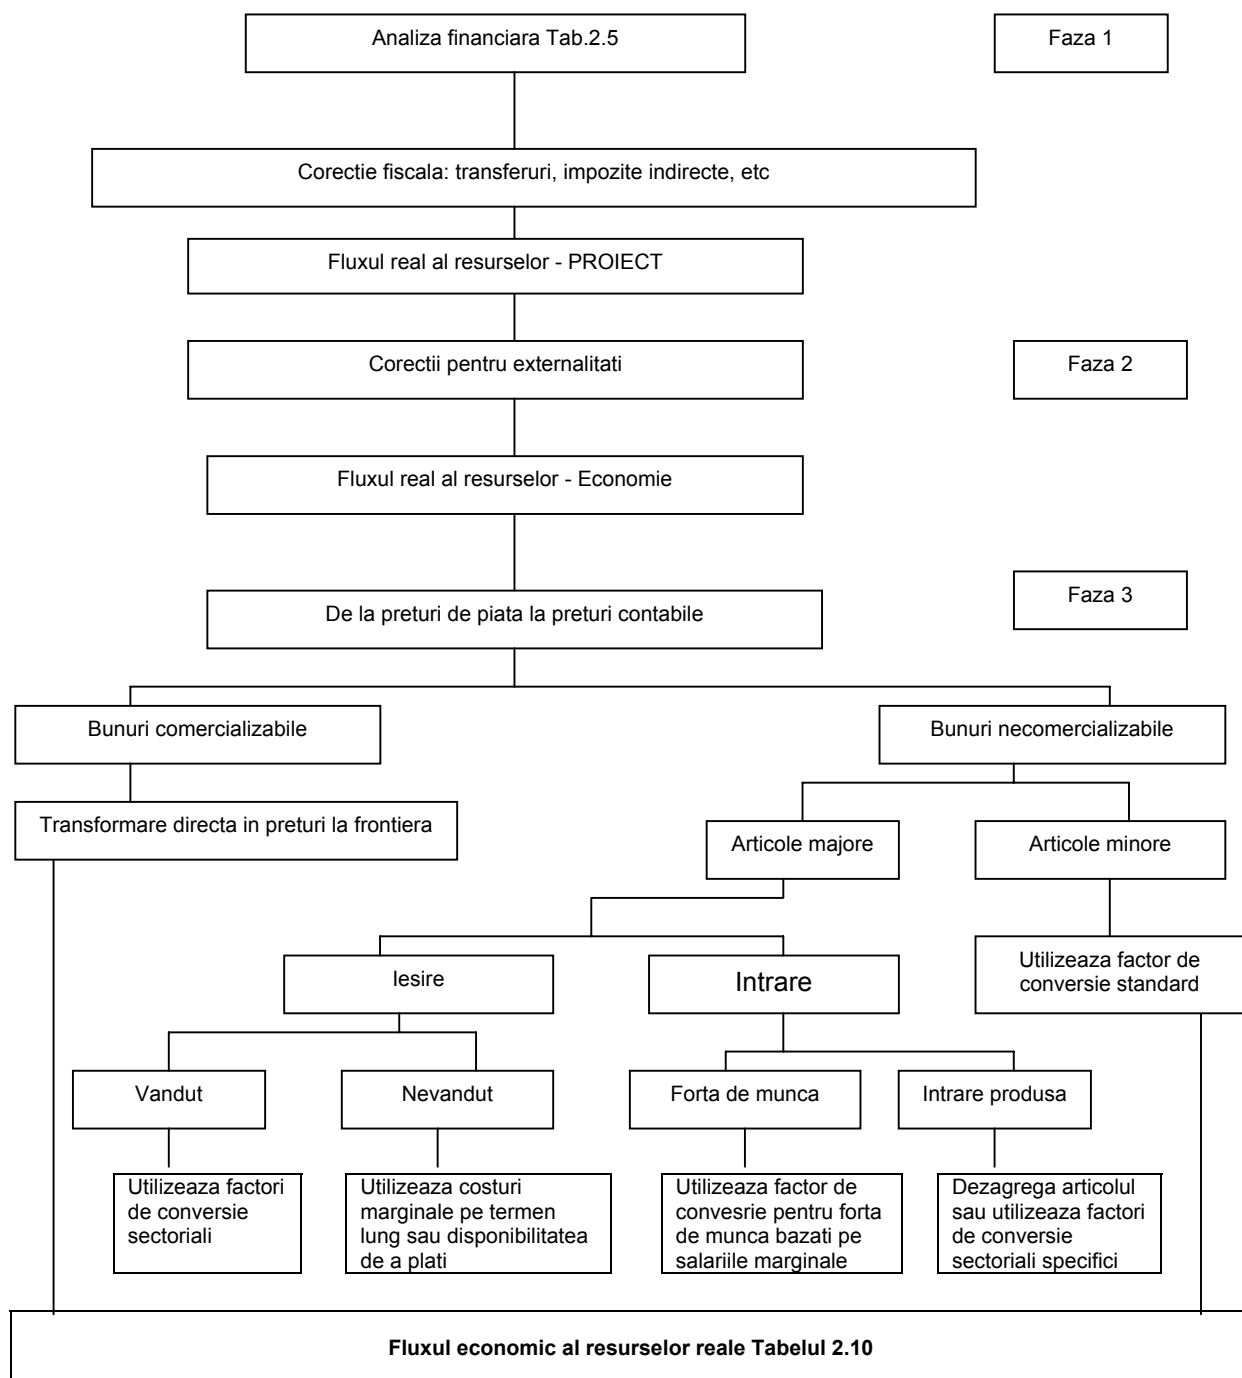 Analiza financiara Tab.2.5
Faza 1
Corectie fiscala: transferuri, impozite indirecte, etc
Fluxul real al resurselor - PROIECT
Corectii pentru externalitati
Faza 2
Fluxul real al resurselor - Economie
Faza 3
De la preturi de piata la preturi contabile
Bunuri comercializabile
Bunuri necomercializabile
Transformare directa in preturi la frontiera
Articole majore
Articole minore
Iesire
Intrare
Utilizeaza factor de
conversie standard
Vandut
Nevandut
Forta de munca
Intrare produsa
Utilizeaza factori
de conversie
sectoriali
Utilizeaza costuri
marginale pe termen
lung sau disponibilitatea
de a plati
Utilizeaza factor de
convesrie pentru forta
de munca bazati pe
salariile marginale
Dezagrega articolul
sau utilizeaza factori
de conversie
sectoriali specifici
Fluxul economic al resurselor reale Tabelul 2.10